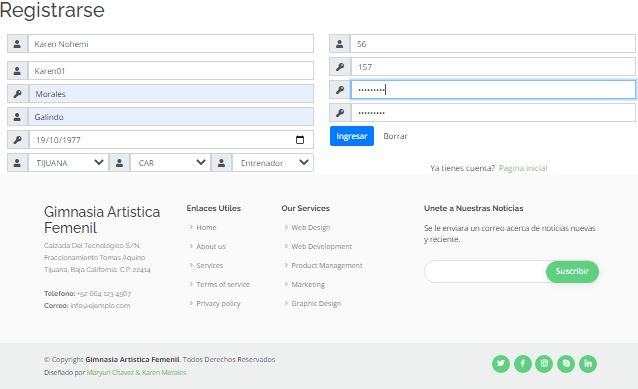 Registrarse
Karen Nohemi
Karen01
Morales
Galindo
19/10/1977
TIJUANA CAR Entrenador
56
157
•••••••••
•••••••••
Ingresar Borrar
Ya tienes cuenta? Pagina inicial
Gimnasia Artistica
Femenil
Calzada Del Tecnológico S/N,
Fraccionamiento Tomas Aquino
Tijuana, Baja California. C.P. 22414
Telefono: +52 664 123 4567
Correo: info@ejemplo.com
Enlaces Utiles
Home
About us
Services
Terms of service
Privacy policy
Our Services
Web Design
Web Development
Product Management
Marketing
Graphic Design
Unete a Nuestras Noticias
Se le enviara un correo acerca de noticias nuevas
y reciente.
Suscribir
© Copyright Gimnasia Artistica Femenil. Todos Derechos Reservados
Diseñado por Maryuri Chavez & Karen Morales